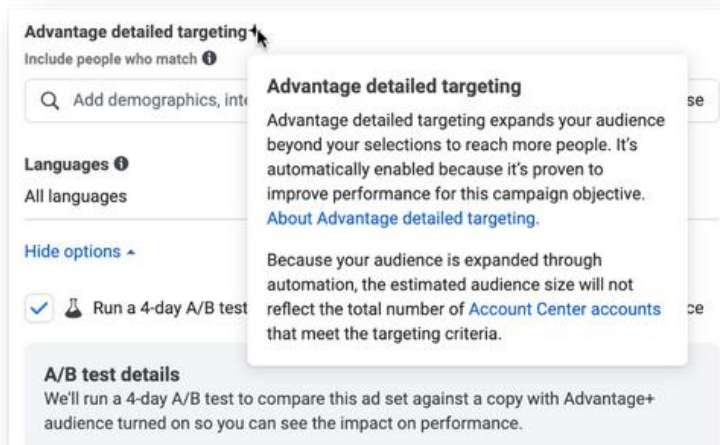 Advantage detailed targeting
Include people who match
Add demographics, inte
se
Languages
All languages
Hide options
Run a 4-day A/B test
ce
A/B test details
We'll run a 4-day A/B test to compare this ad set against a copy with Advantage+
audience turned on so you can see the impact on performance.
Advantage detailed targeting
Advantage detailed targeting expands your audience
beyond your selections to reach more people. It's
automatically enabled because it's proven to
improve performance for this campaign objective.
About Advantage detailed targeting.
Because your audience is expanded through
automation, the estimated audience size will not
reflect the total number of Account Center accounts
that meet the targeting criteria.